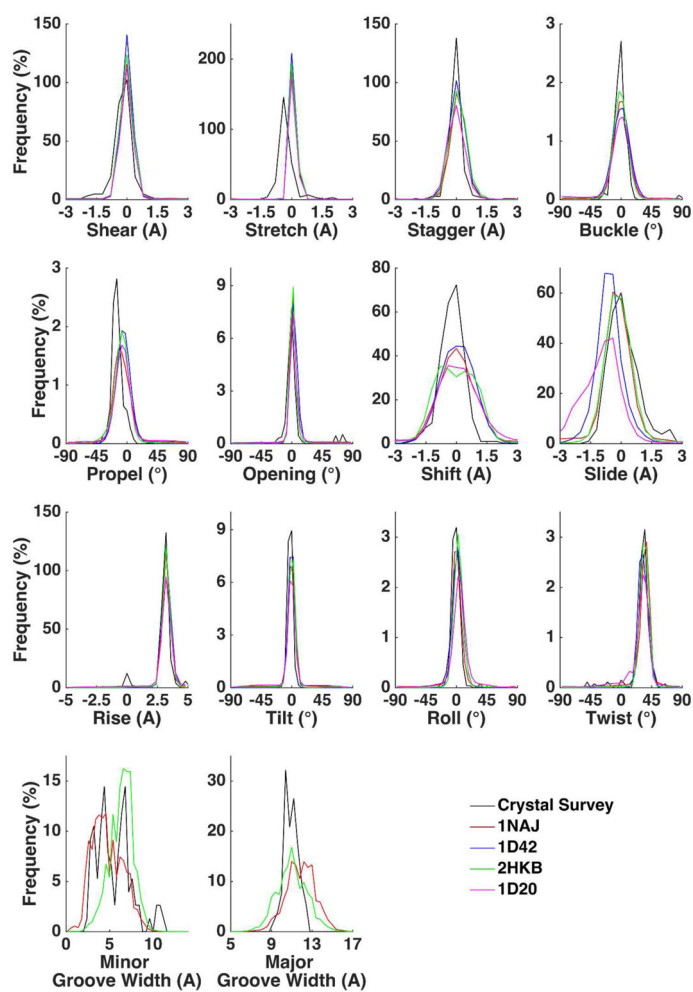 150
100
50
0
-3 -1.5 0 1.5 3
Frequency (%)
Shear (A)
200
100
0
-3 -1.5 0 1.5 3
Stretch (A)
150
100
50
0
-3 -1.5 0 1.5 3
Stagger (A)
3
2
1
0
-90 -45 0 45 90
Buckle (°)
3
2
1
0
-90 -45 0 45 90
Frequency (%)
Propel (°)
9
6
3
0
-90 -45 0 45 90
Opening (°)
80
60
40
20
0
-3 -1.5 0 1.5 3
Shift (A)
60
40
20
0
-3 -1.5 0 1.5 3
Slide (A)
150
100
50
0
-5 -2.5 0 2.5 5
Frequency (%)
Rise (A)
9
6
3
0
-90 -45 0 45 90
Tilt (°)
3
2
1
0
-90 -45 0 45 90
Roll (°)
3
2
1
0
-90 -45 0 45 90
Twist (°)
15
10
5
0
0 5 10
Frequency (%)
Minor
Groove Width (A)
30
20
10
0
5 9 13 17
Major
Groove Width (A)
Crystal Survey
1NAJ
1D42
2HKB
1D20